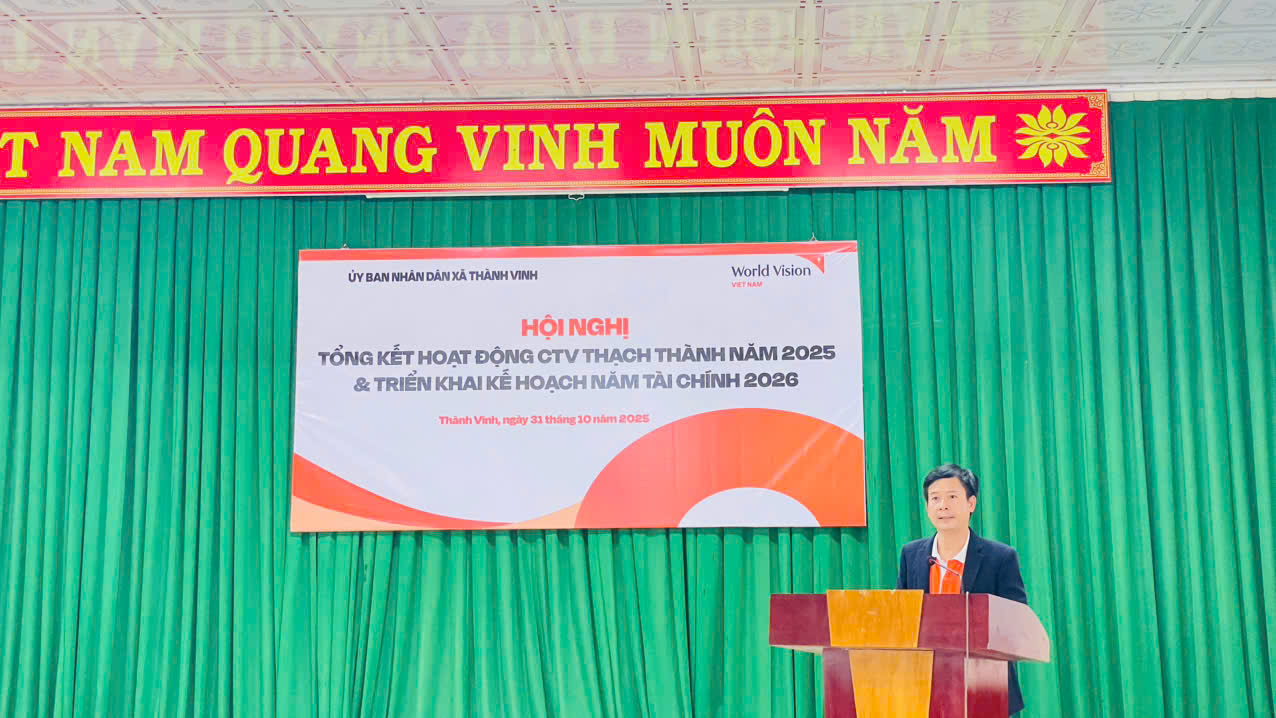 T NAM QUANG VINH MUÔN NĂM
ỦY BAN NHÂN DÂN XÃ THÀNH VINH
World Vision
VIET NAM
HỘI NGHỊ
TỔNG KẾT HOẠT ĐỘNG CTV THẠCH THÀNH NĂM 2025
& TRIỂN KHAI KẾ HOẠCH NĂM TÀI CHÍNH 2026
Thành Vinh, ngày 31 tháng 10 năm 2025